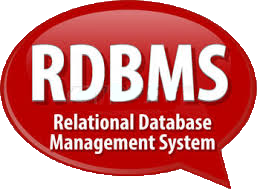 RDBMS
Relational Database
Management System